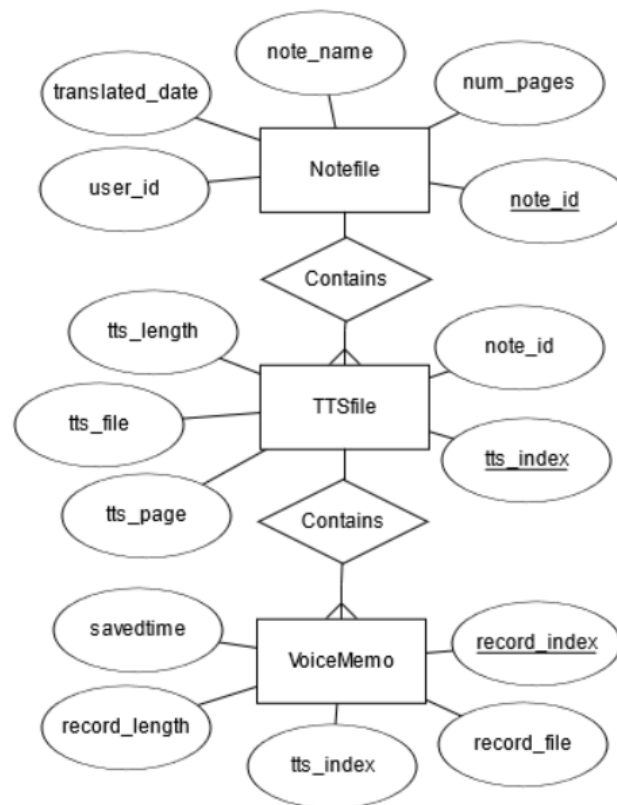 note_name
translated_date
num_pages
Notefile
user_id
note_id
Contains
tts_length
note_id
TTSfile
tts_file
tts_index
tts_page
Contains
savedtime
record_index
VoiceMemo
record_length
record_file
tts_index